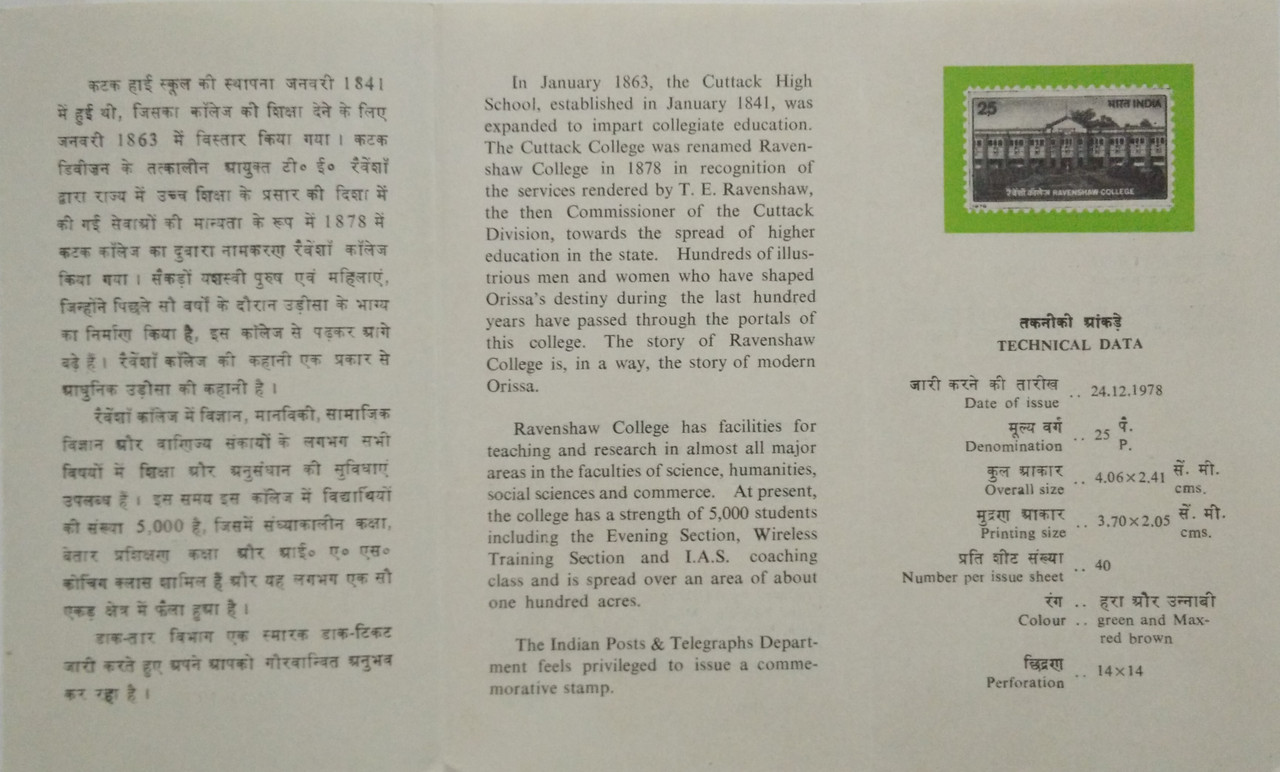 कटक हाई स्कूल की स्थापना जनवरी 1841
में हुई थी, जिसका कॉलेज की शिक्षा देने के लिए
जनवरी 1863 में विस्तार किया गया । कटक
डिवीजन के तत्कालीन आयुक्त टी० ई० रैवेंशॉ
द्वारा राज्य में उच्च शिक्षा के प्रसार की दिशा में
की गई सेवाओं की मान्यता के रूप में 1878 में
कटक कॉलेज का दुबारा नामकरण रैवेंशॉ कॉलेज
किया गया । सैंकड़ों यशस्वी पुरुष एवं महिलाएं,
जिन्होंने पिछले सौ वर्षों के दौरान उड़ीसा के भाग्य
का निर्माण किया है, इस कॉलेज से पढ़कर आगे
बढ़े हैं । रैवेंशॉ कॉलेज की कहानी एक प्रकार से
आधुनिक उड़ीसा की कहानी है ।
रैवेंशॉ कॉलेज में विज्ञान, मानविकी, सामाजिक
विज्ञान और वाणिज्य संकायों के लगभग सभी
विषयों में शिक्षा और अनुसंधान की सुविधाएं
उपलब्ध हैं । इस समय इस कॉलेज में विद्यार्थियों
की संख्या 5,000 है, जिसमें संध्याकालीन कक्षा,
बेतार प्रशिक्षण कक्षा और आई० ए० एस०
कोचिंग क्लास शामिल हैं और यह लगभग एक सौ
एकड़ क्षेत्र में फैला हुआ है ।
डाक-तार विभाग एक स्मारक डाक-टिकट
जारी करते हुए अपने आपको गौरवान्वित अनुभव
कर रहा है ।
In January 1863, the Cuttack High
School, established in January 1841, was
expanded to impart collegiate education.
The Cuttack College was renamed Raven-
shaw College in 1878 in recognition of
the services rendered by T. E. Ravenshaw,
the then Commissioner of the Cuttack
Division, towards the spread of higher
education in the state. Hundreds of illus-
trious men and women who have shaped
Orissa's destiny during the last hundred
years have passed through the portals of
this college. The story of Ravenshaw
College is, in a way, the story of modern
Orissa.
Ravenshaw College has facilities for
teaching and research in almost all major
areas in the faculties of science, humanities,
social sciences and commerce. At present,
the college has a strength of 5,000 students
including the Evening Section, Wireless
Training Section and I.A.S. coaching
class and is spread over an area of about
one hundred acres.
The Indian Posts & Telegraphs Depart-
ment feels privileged to issue a comme-
morative stamp.
25 भारत INDIA
रैवेंशॉ कॉलेज RAVENSHAW COLLEGE
1978
तकनीकी आंकड़े
TECHNICAL DATA
जारी करने की तारीख
Date of issue .. 24.12.1978
मूल्य वर्ग पै.
Denomination .. 25 P.
कुल आकार सें. मी.
Overall size .. 4.06×2.41 cms.
मुद्रण आकार सें. मी.
Printing size .. 3.70×2.05 cms.
प्रति शीट संख्या
Number per issue sheet .. 40
रंग .. हरा और उन्नाबी
Colour .. green and Max-
red brown
छिद्रण
Perforation .. 14×14